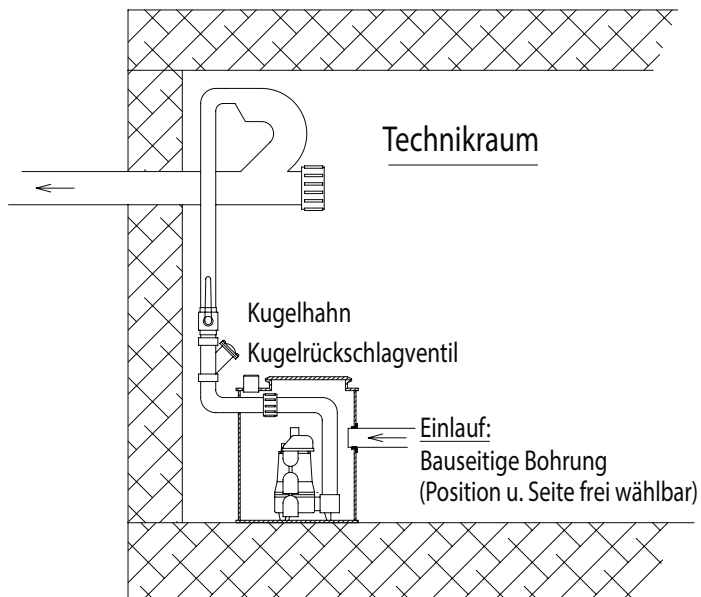 Technikraum
Kugelhahn
Kugelrückschlagventil
Einlauf:
Bauseitige Bohrung
(Position u. Seite frei wählbar)